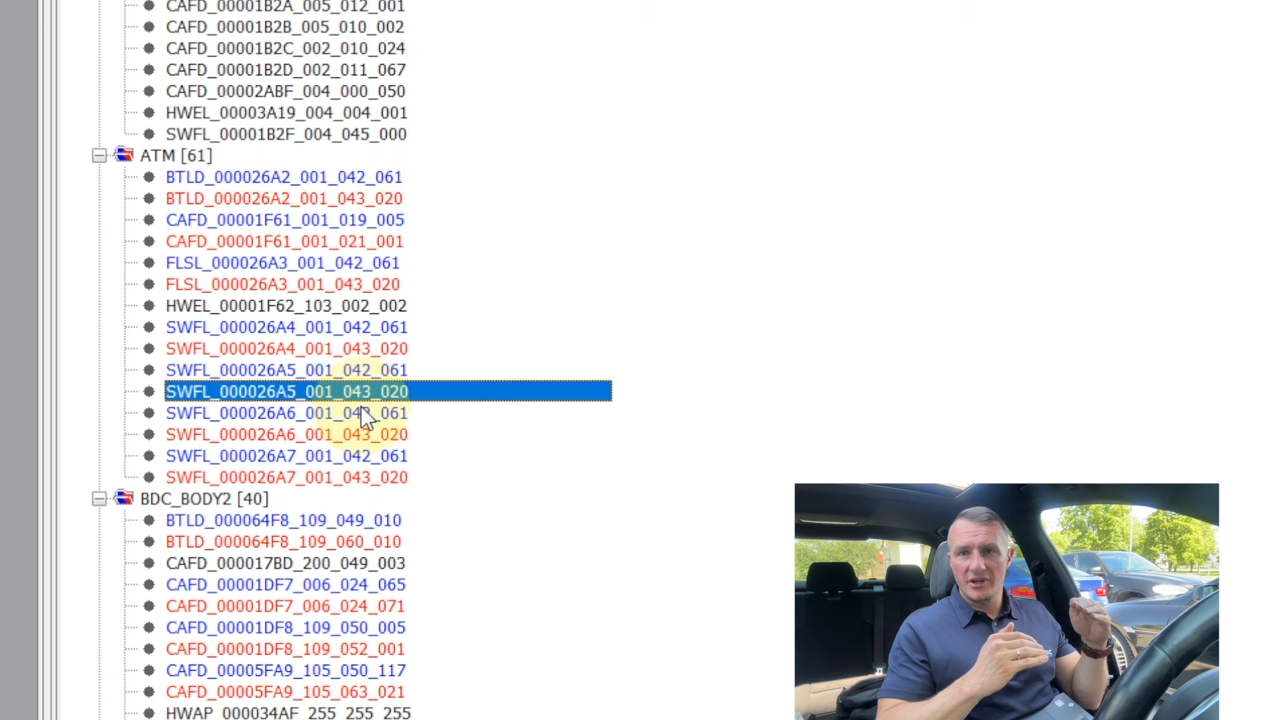 CAFD_00001B2A_005_012_001
CAFD_00001B2B_005_010_002
CAFD_00001B2C_002_010_024
CAFD_00001B2D_002_011_067
CAFD_00002ABF_004_000_050
HWEL_00003A19_004_004_001
SWFL_00001B2F_004_045_000
ATM [61]
BTLD_000026A2_001_042_061
BTLD_000026A2_001_043_020
CAFD_00001F61_001_019_005
CAFD_00001F61_001_021_001
FLSL_000026A3_001_042_061
FLSL_000026A3_001_043_020
HWEL_00001F62_103_002_002
SWFL_000026A4_001_042_061
SWFL_000026A4_001_043_020
SWFL_000026A5_001_042_061
SWFL_000026A5_001_043_020
SWFL_000026A6_001_042_061
SWFL_000026A6_001_043_020
SWFL_000026A7_001_042_061
SWFL_000026A7_001_043_020
BDC_BODY2 [40]
BTLD_000064F8_109_049_010
BTLD_000064F8_109_060_010
CAFD_000017BD_200_049_003
CAFD_00001DF7_006_024_065
CAFD_00001DF7_006_024_071
CAFD_00001DF8_109_050_005
CAFD_00001DF8_109_052_001
CAFD_00005FA9_105_050_117
CAFD_00005FA9_105_063_021
HWAP_000034AF_255_255_255